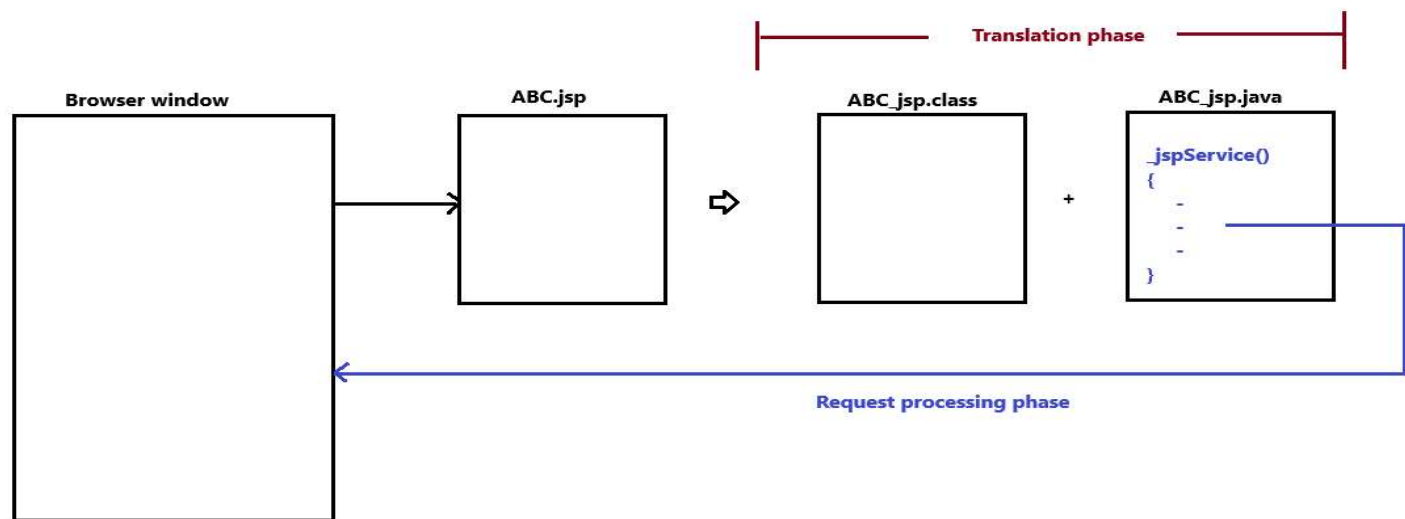 Translation phase
Browser window
ABC.jsp
ABC_jsp.class
ABC_jsp.java
_jspService()
{
-
-
-
}
+
Request processing phase